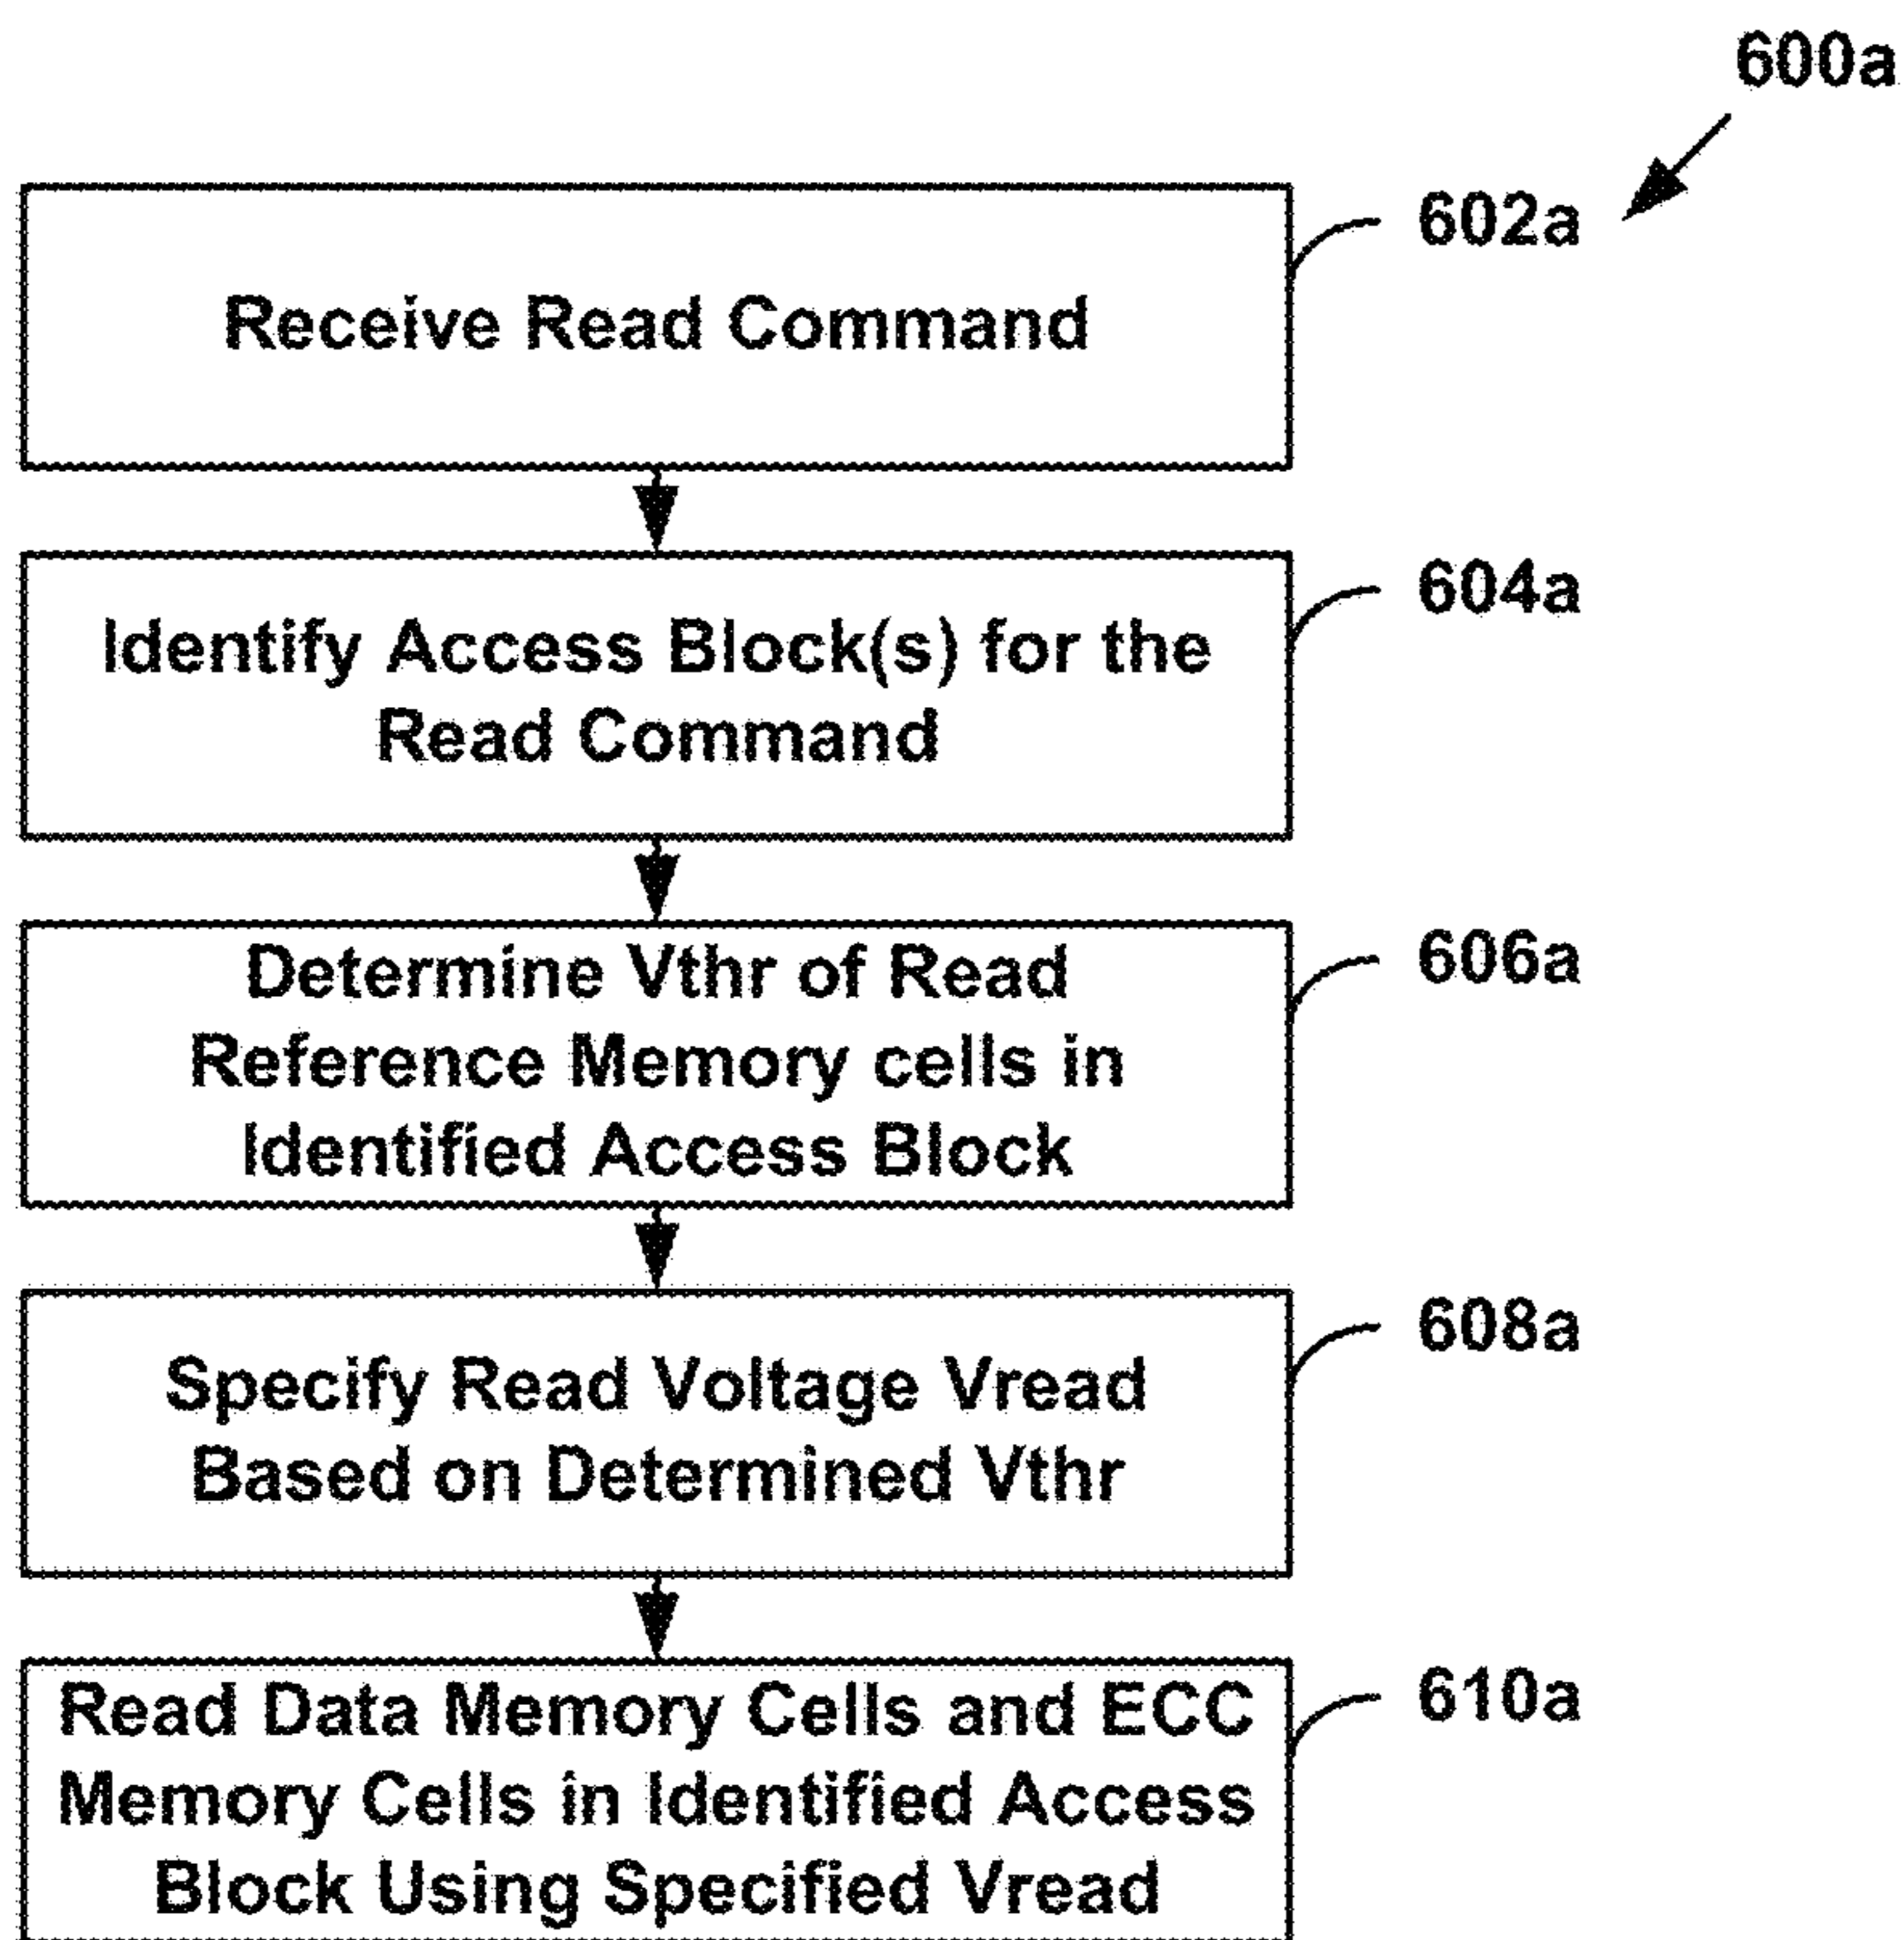 600a
602a
Receive Read Command
604a
Identify Access Block(s) for the
Read Command
606a
Determine Vthr of Read
Reference Memory cells in
Identified Access Block
608a
Specify Read Voltage Vread
Based on Determined Vthr
610a
Read Data Memory Cells and ECC
Memory Cells in Identified Access
Block Using Specified Vread